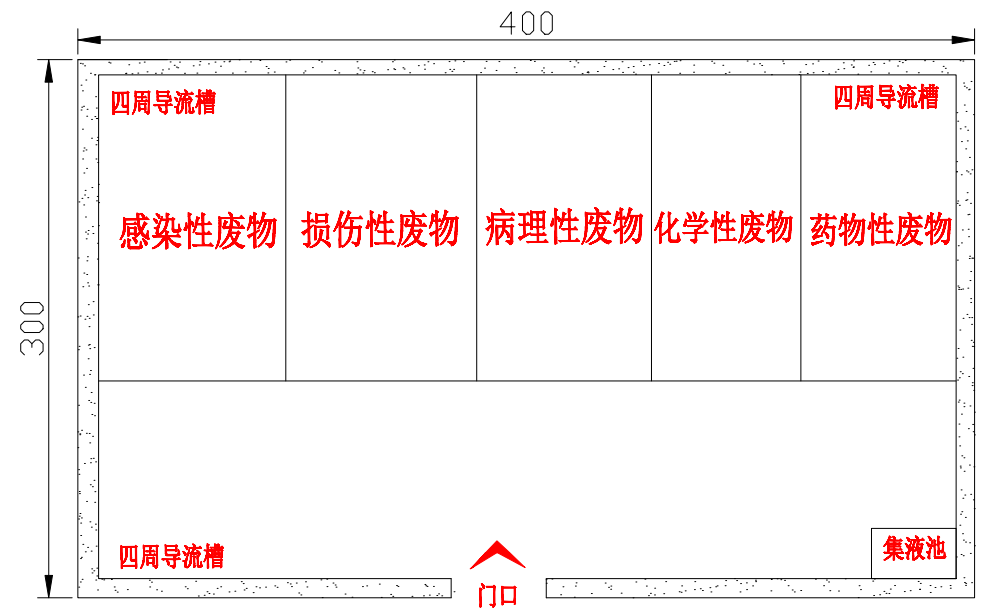 400
四周导流槽
四周导流槽
感染性废物
损伤性废物
病理性废物
化学性废物
药物性废物
300
四周导流槽
集液池
门口